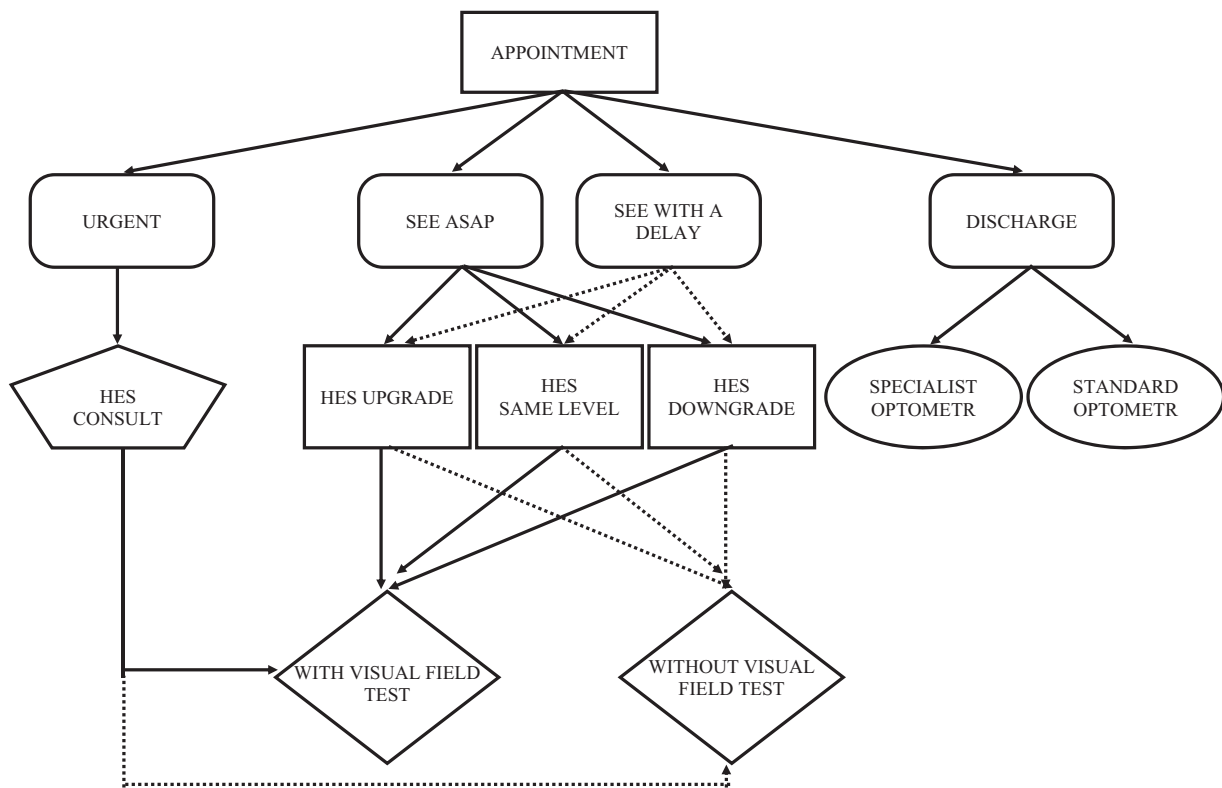 APPOINTMENT
URGENT
SEE ASAP
SEE WITH A
DELAY
DISCHARGE
HES
CONSULT
HES UPGRADE
HES
SAME LEVEL
HES
DOWNGRADE
SPECIALIST
OPTOMETR
STANDARD
OPTOMETR
WITH VISUAL FIELD
TEST
WITHOUT VISUAL
FIELD TEST